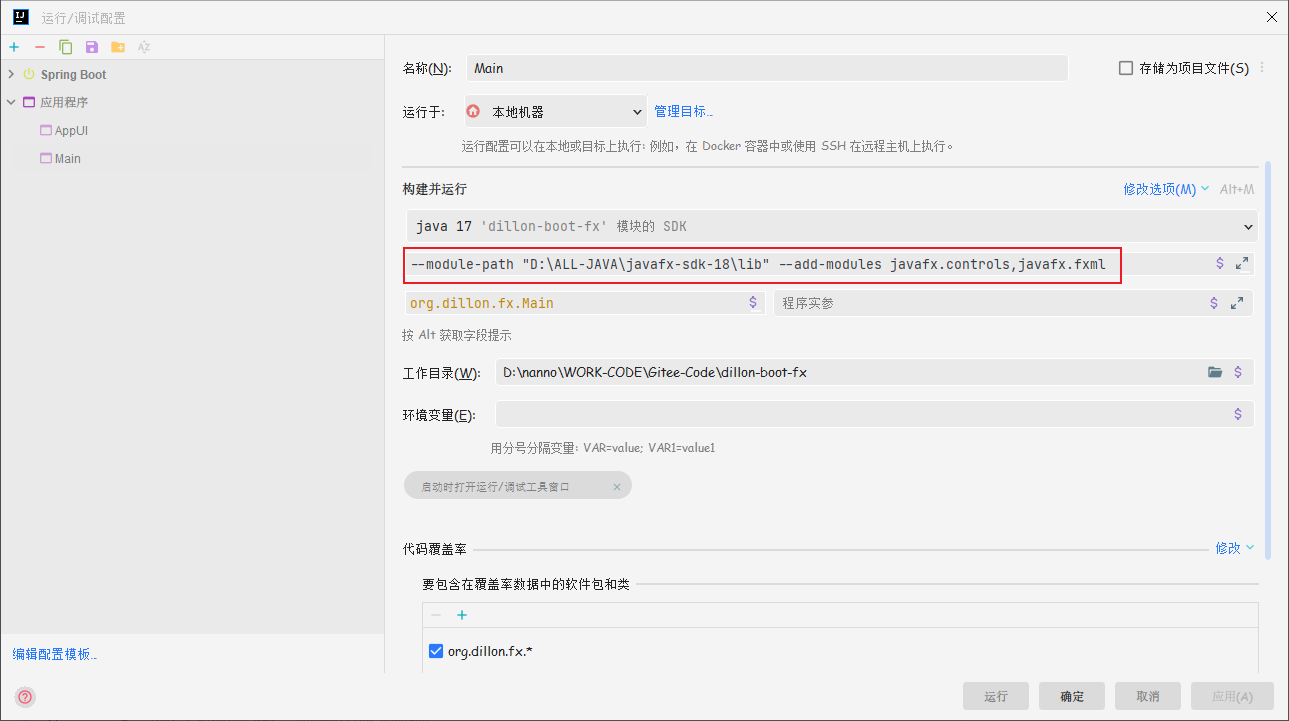 运行/调试配置
Spring Boot
应用程序
AppUI
Main
编辑配置模板...
名称(N):
Main
存储为项目文件(S)
运行于:
本地机器
管理目标...
运行配置可以在本地或目标上执行: 例如，在 Docker 容器中或使用 SSH 在远程主机上执行。
构建并运行
修改选项(M)
Alt+M
java 17 'dillon-boot-fx' 模块的 SDK
--module-path "D:\ALL-JAVA\javafx-sdk-18\lib" --add-modules javafx.controls,javafx.fxml
org.dillon.fx.Main
程序实参
按 Alt 获取字段提示
工作目录(W):
D:\nanno\WORK-CODE\Gitee-Code\dillon-boot-fx
环境变量(E):
用分号分隔变量: VAR=value; VAR1=value1
启动时打开运行/调试工具窗口
代码覆盖率
修改
要包含在覆盖率数据中的软件包和类
org.dillon.fx.*
运行
确定
取消
应用(A)